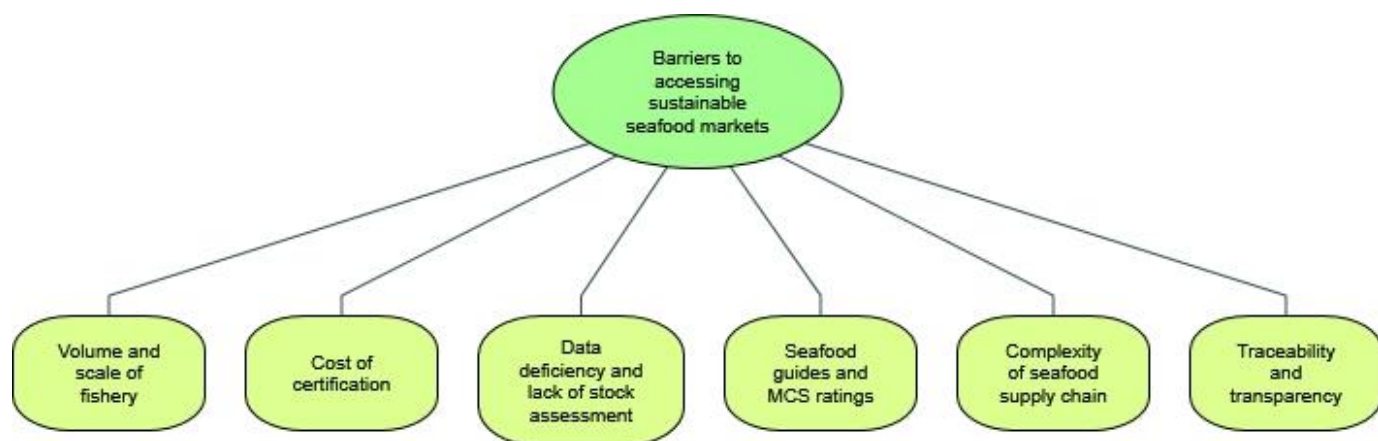 Barriers to
accessing
sustainable
seafood markets
Volume and
scale of
fishery
Cost of
certification
Data
deficiency and
lack of stock
assessment
Seafood
guides and
MCS ratings
Complexity
of seafood
supply chain
Traceability
and
transparency